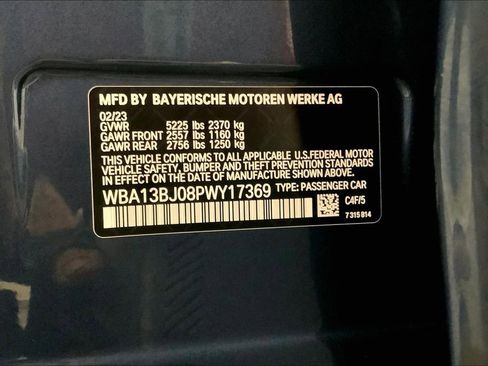 MFD BY BAYERISCHE MOTOREN WERKE AG
02/23
GVWR 5225 lbs 2370 kg
GAWR FRONT 2557 lbs 1160 kg
GAWR REAR 2756 lbs 1250 kg
THIS VEHICLE CONFORMS TO ALL APPLICABLE U.S.FEDERAL MOTOR
VEHICLE SAFETY, BUMPER, AND THEFT PREVENTION STANDARDS
IN EFFECT ON THE DATE OF MANUFACTURE SHOWN ABOVE.
WBA13BJ08PWY17369 TYPE: PASSENGER CAR
C4F/5
7 315 814